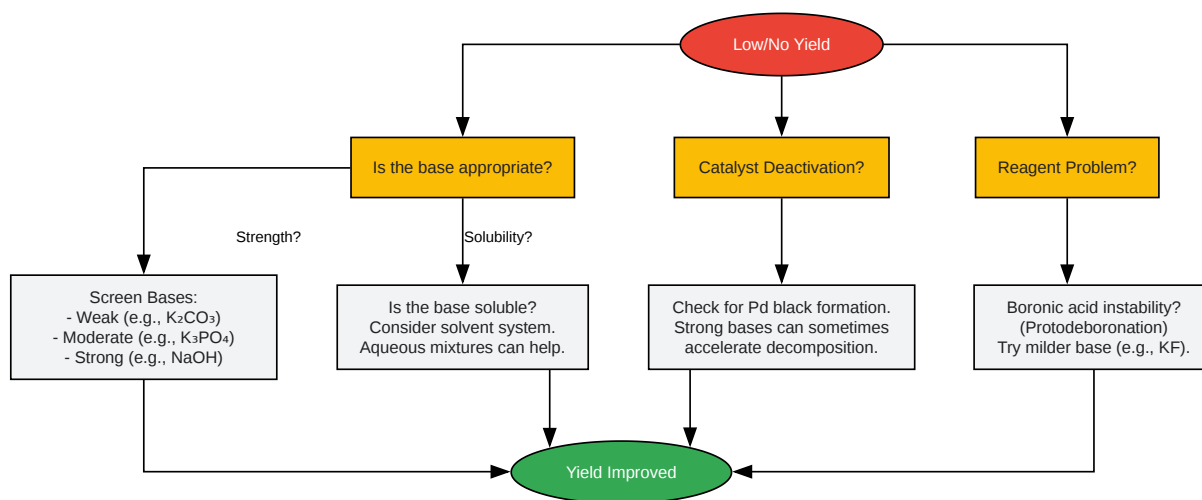 Low/No Yield
Is the base appropriate?
Catalyst Deactivation?
Reagent Problem?
Strength?
Solubility?
Screen Bases:
- Weak (e.g., K₂CO₃)
- Moderate (e.g., K₃PO₄)
- Strong (e.g., NaOH)
Is the base soluble?
Consider solvent system.
Aqueous mixtures can help.
Check for Pd black formation.
Strong bases can sometimes
accelerate decomposition.
Boronic acid instability?
(Protodeboronation)
Try milder base (e.g., KF).
Yield Improved